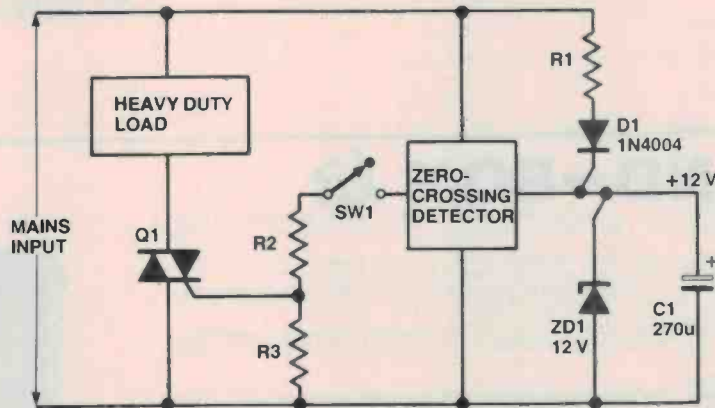 R1
HEAVY DUTY
LOAD
D1
1N4004
ZERO-
CROSSING
DETECTOR
+12 V
MAINS
INPUT
SW1
Q1
R2
+
C1
270u
ZD1
12 V
R3